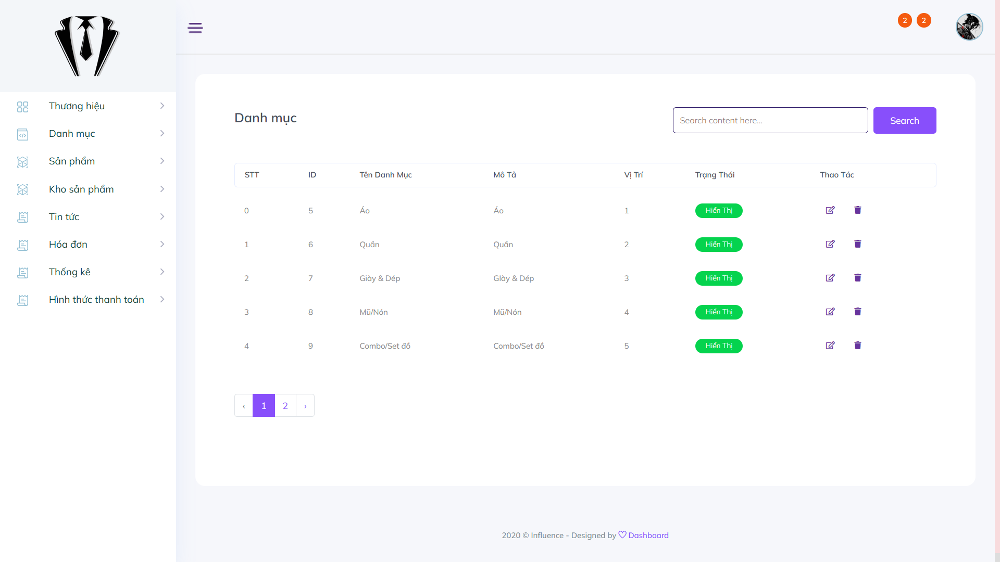 2 2
Thương hiệu
Danh mục
Sản phẩm
Kho sản phẩm
Tin tức
Hóa đơn
Thống kê
Hình thức thanh toán
Danh mục
Search content here...
Search
STT ID Tên Danh Mục Mô Tả Vị Trí Trạng Thái Thao Tác
0 5 Áo Áo 1 Hiển Thị
1 6 Quần Quần 2 Hiển Thị
2 7 Giày & Dép GIày & Dép 3 Hiển Thị
3 8 Mũ/Nón Mũ/Nón 4 Hiển Thị
4 9 Combo/Set đồ Combo/Set đồ 5 Hiển Thị
‹ 1 2 ›
2020 © Influence - Designed by ♡ Dashboard